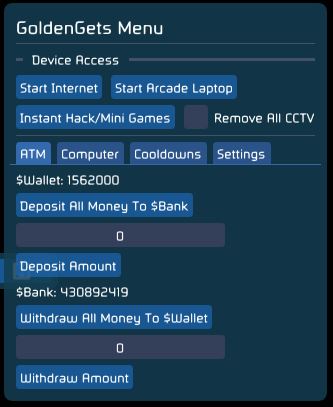 GoldenGets Menu
Device Access
Start Internet Start Arcade Laptop
Instant Hack/Mini Games Remove All CCTV
ATM Computer Cooldowns Settings
$Wallet: 1562000
Deposit All Money To $Bank
0
Deposit Amount
$Bank: 430892419
Withdraw All Money To $Wallet
0
Withdraw Amount